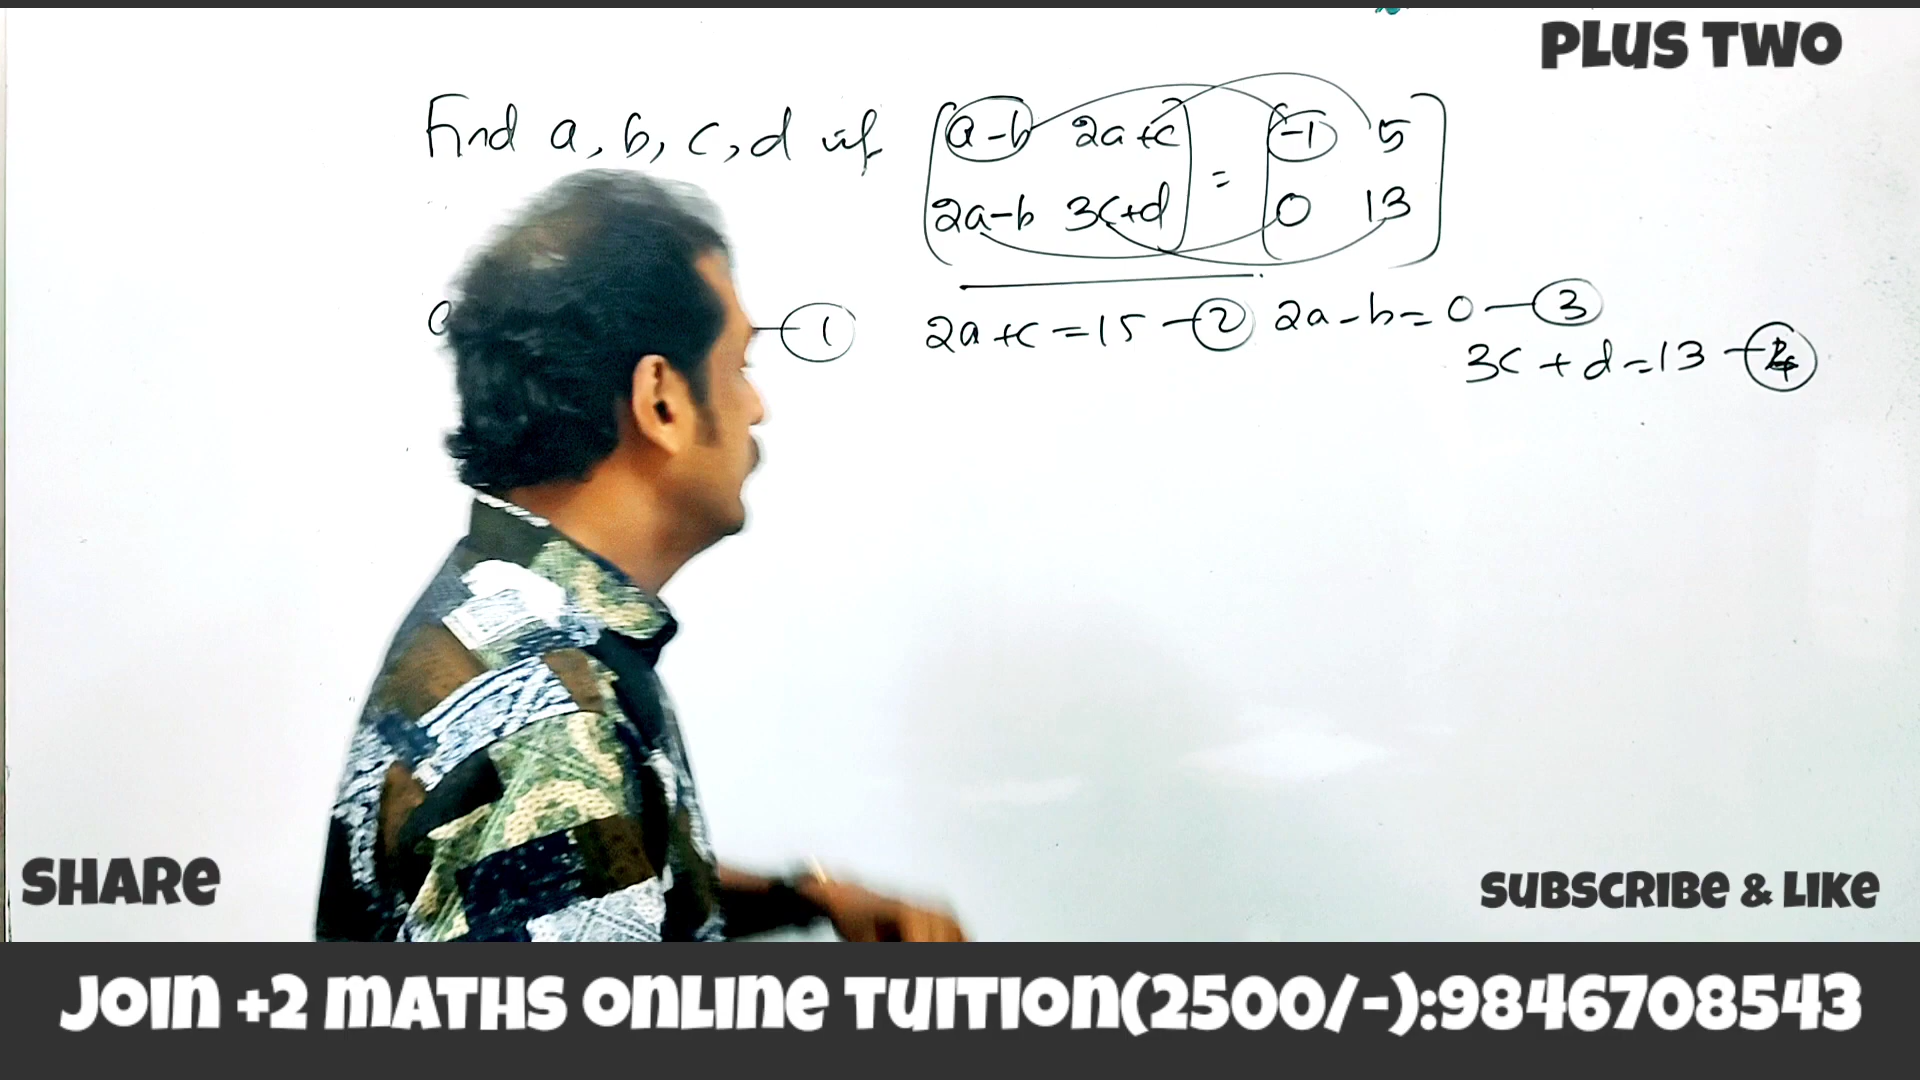 PLUS TWO
Find a, b, c, d if [a-b 2a+c] = [-1 5]
[2a-b 3c+d] [0 13]
— ① 2a+c=15 — ② 2a-b=0 — ③
3c+d=13 — ④
SHARE
SUBSCRIBE & LIKE
JOIN +2 MATHS ONLINE TUITION(2500/-):9846708543